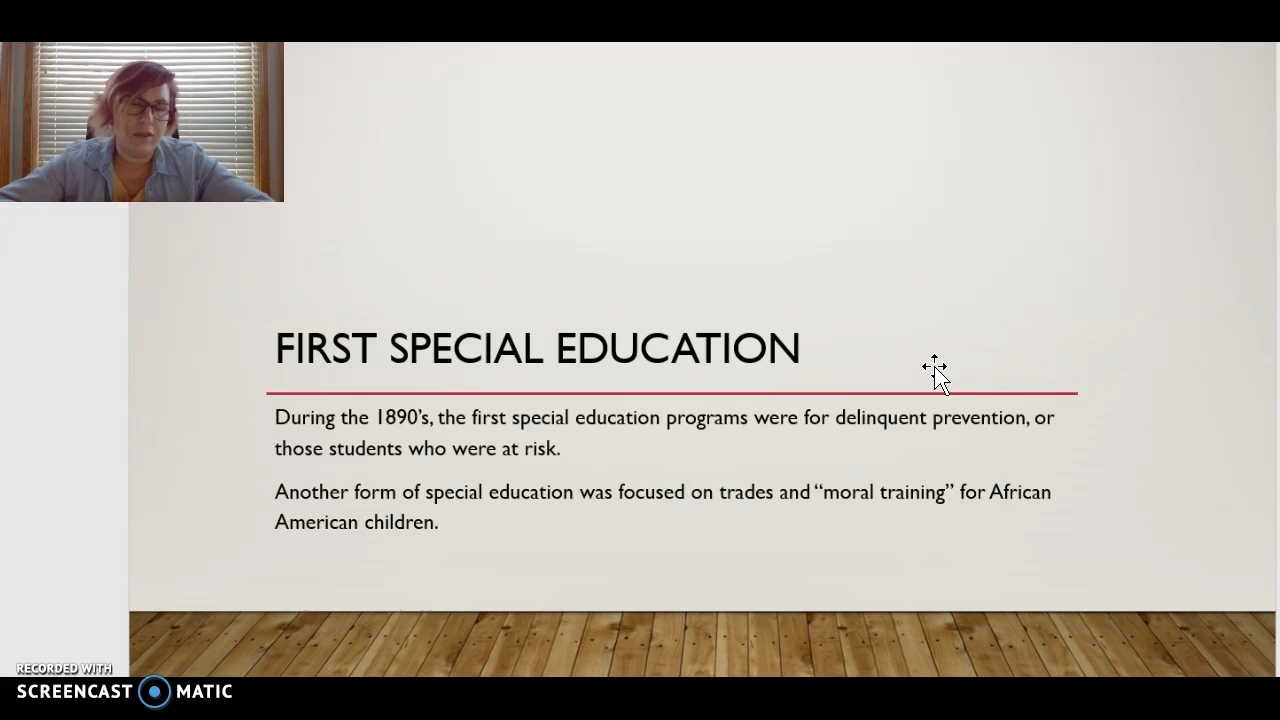 FIRST SPECIAL EDUCATION
During the 1890’s, the first special education programs were for delinquent prevention, or
those students who were at risk.
Another form of special education was focused on trades and “moral training” for African
American children.
RECORDED WITH
SCREENCAST MATIC